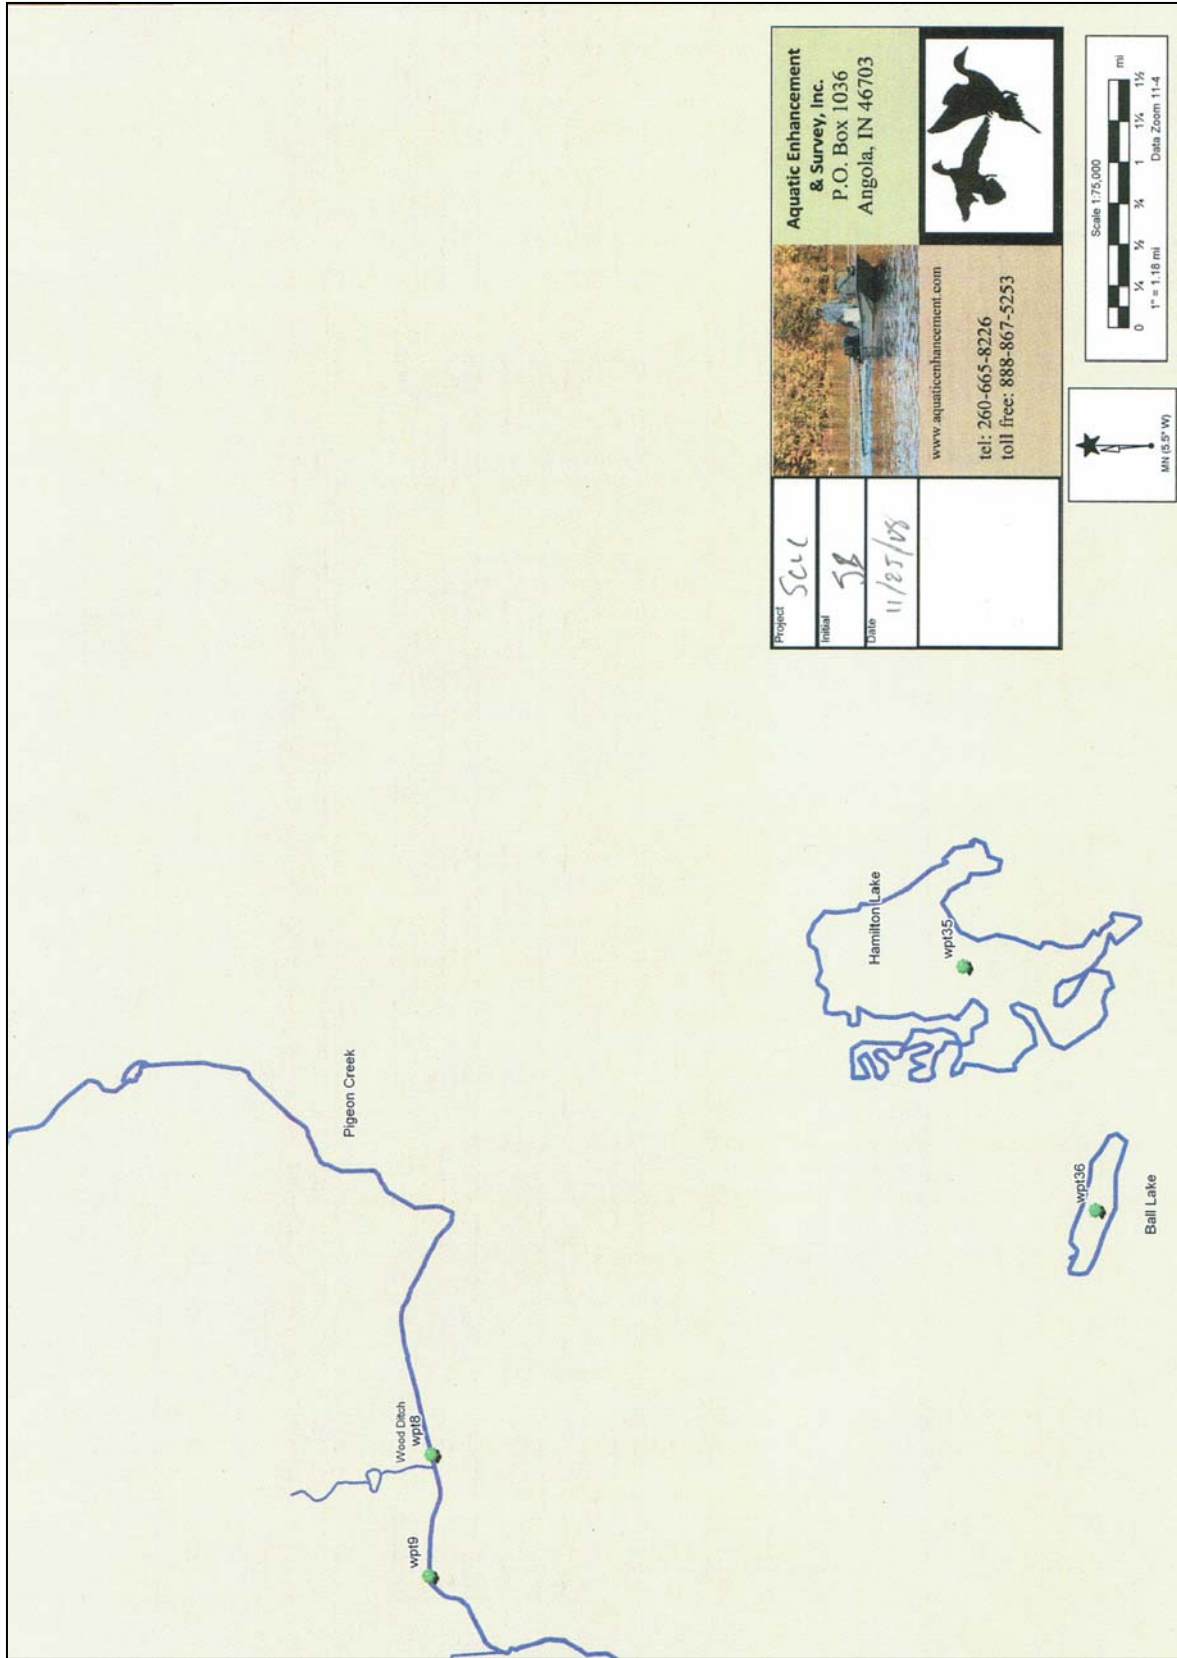 Pigeon Creek
Wood Ditch
wpt8
wpt9
Hamilton Lake
wpt35
wpt36
Ball Lake
Project
SCLC
Initial
JB
Date
11/25/08
Aquatic Enhancement
& Survey, Inc.
P.O. Box 1036
Angola, IN 46703
www.aquaticenhancement.com
tel: 260-665-8226
toll free: 888-867-5253
MN (5.5° W)
Scale 1:75,000
mi
0 ¼ ½ ¾ 1 1¼ 1½
1" = 1.18 mi
Data Zoom 11-4